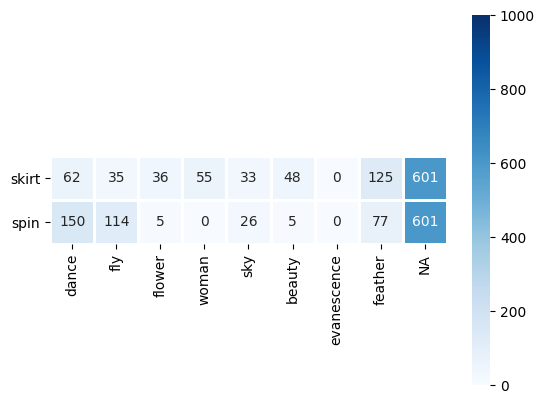 1000
800
600
400
200
0
skirt 62 35 36 55 33 48 0 125 601
spin 150 114 5 0 26 5 0 77 601
dance fly flower woman sky beauty evanescence feather NA